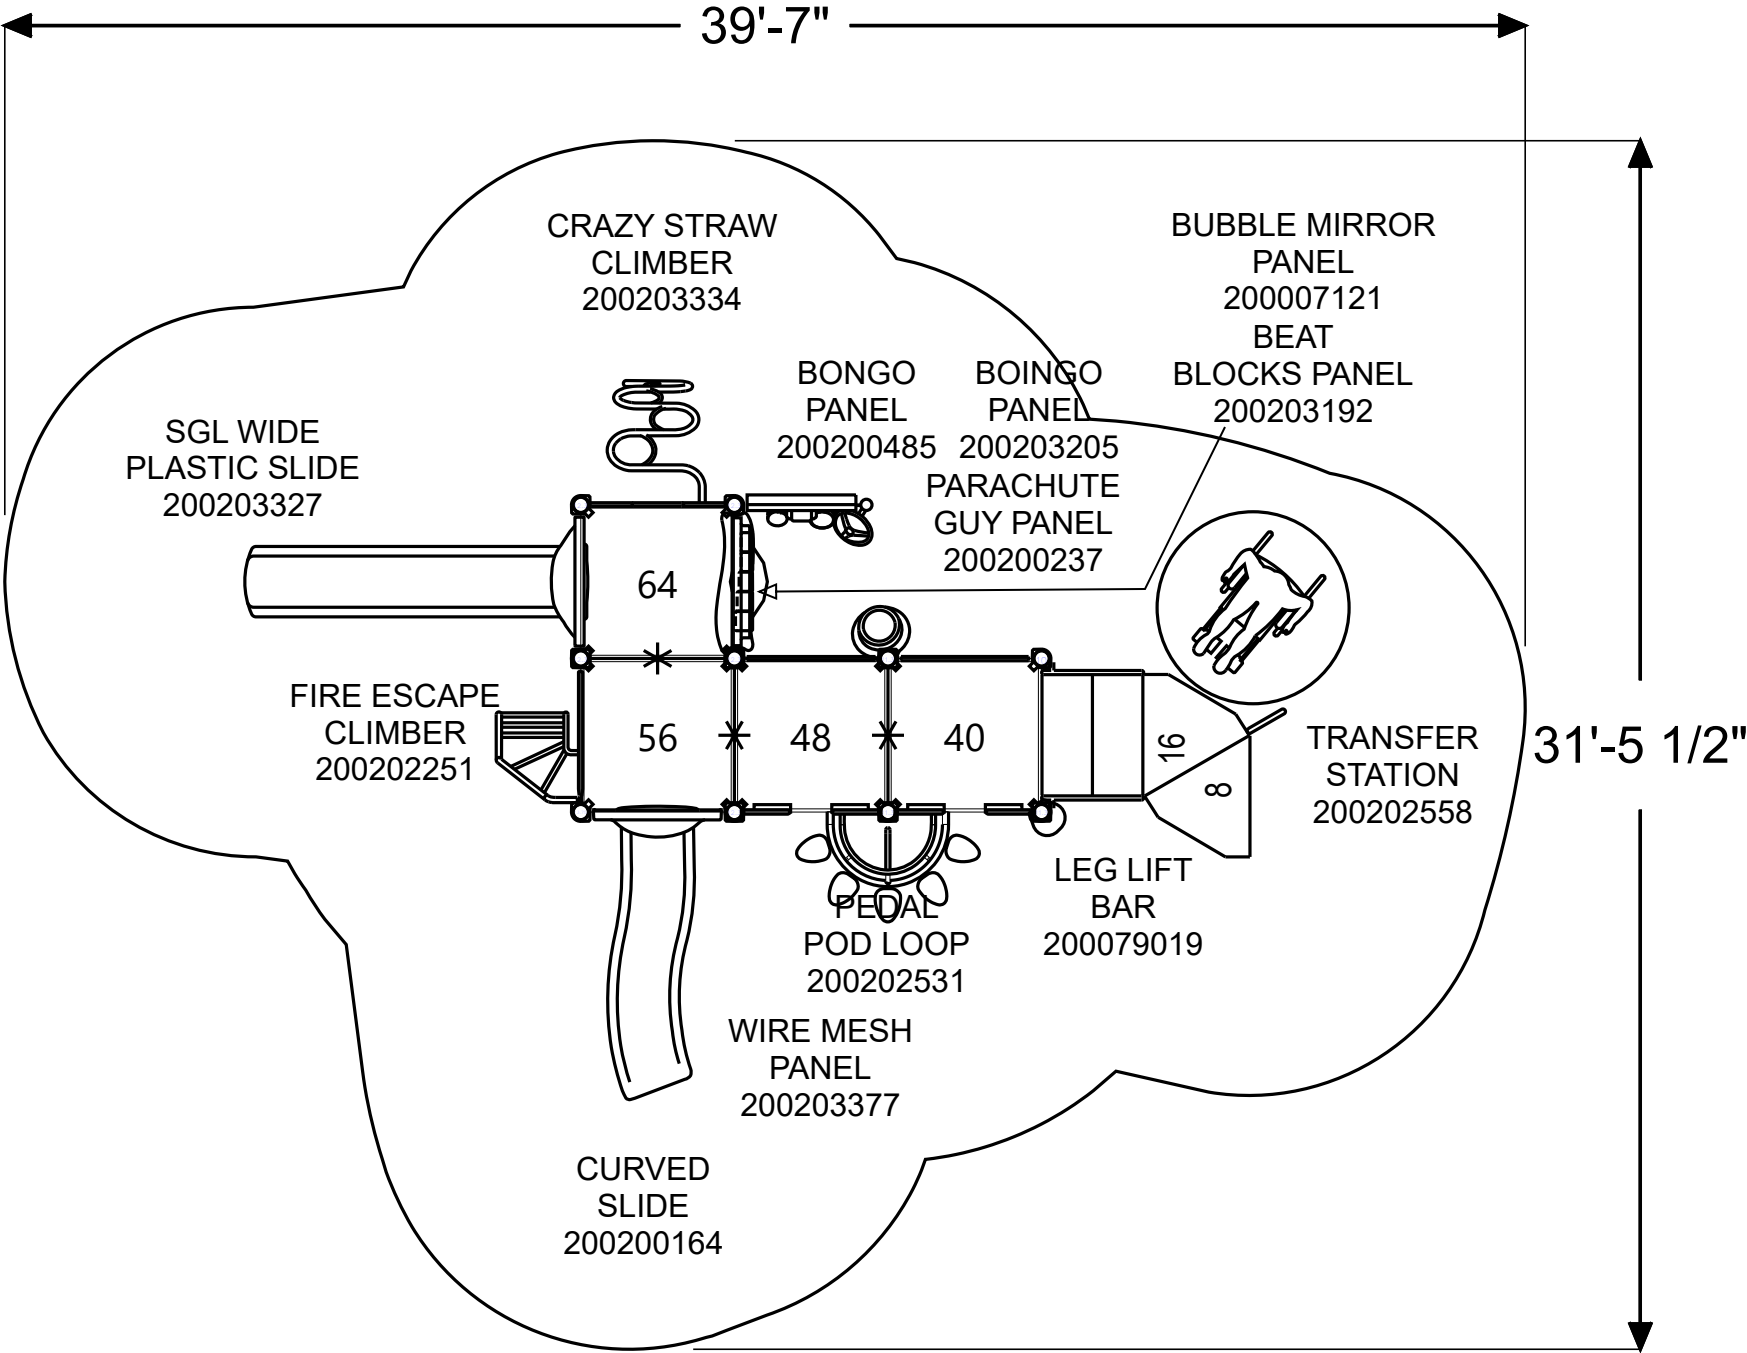 39'-7"
CRAZY STRAW
CLIMBER
200203334
BUBBLE MIRROR
PANEL
200007121
BEAT
BLOCKS PANEL
200203192
BONGO
PANEL
200200485
BOINGO
PANEL
200203205
PARACHUTE
GUY PANEL
200200237
SGL WIDE
PLASTIC SLIDE
200203327
64
FIRE ESCAPE
CLIMBER
200202251
56
48
40
16
8
TRANSFER
STATION
200202558
31'-5 1/2"
LEG LIFT
BAR
200079019
PEDAL
POD LOOP
200202531
WIRE MESH
PANEL
200203377
CURVED
SLIDE
200200164